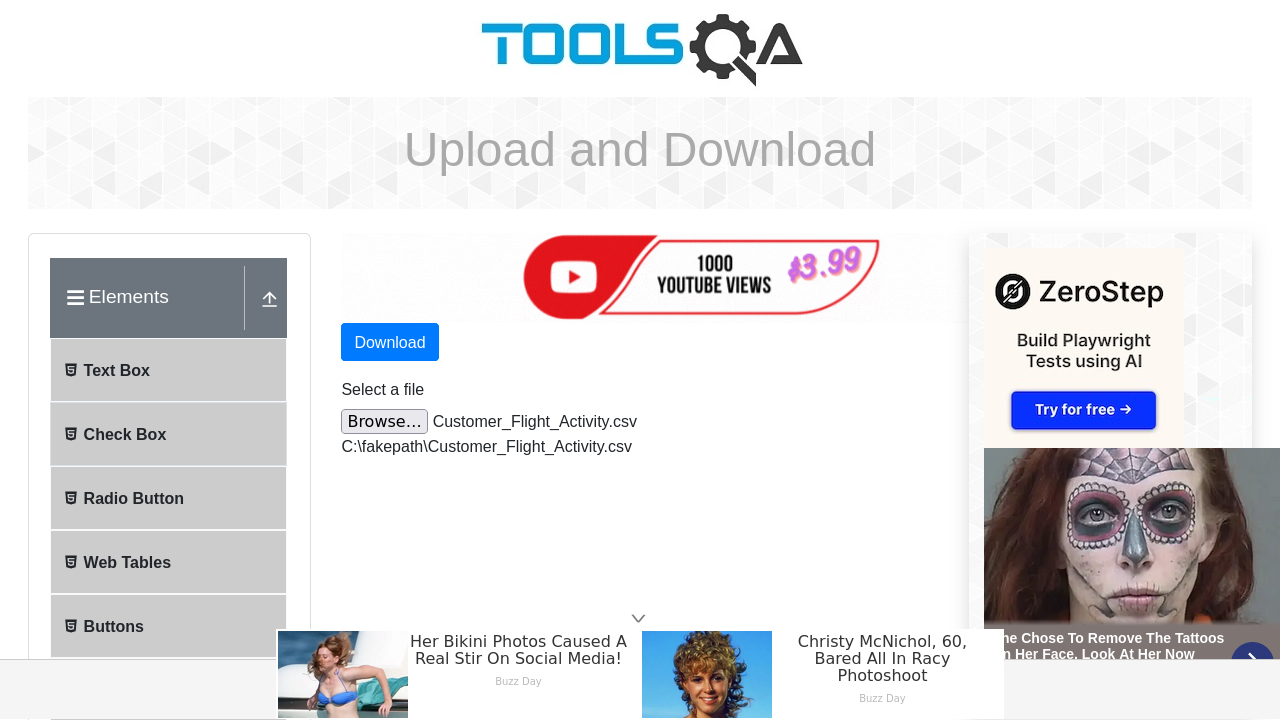 TOOLSQA
Upload and Download
Elements
Text Box
Check Box
Radio Button
Web Tables
Buttons
1000
YOUTUBE VIEWS
$3.99
Download
Select a file
Browse... Customer_Flight_Activity.csv
C:\fakepath\Customer_Flight_Activity.csv
ZeroStep
Build Playwright
Tests using AI
Try for free →
Chose To Remove The Tattoos
Her Face. Look At Her Now
Her Bikini Photos Caused A
Real Stir On Social Media!
Buzz Day
Christy McNichol, 60,
Bared All In Racy
Photoshoot
Buzz Day